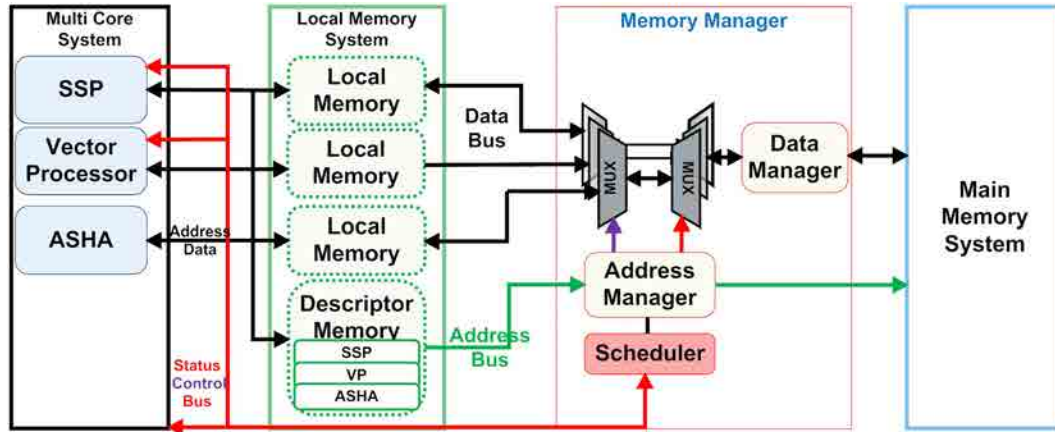 Multi Core
System
SSP
Vector
Processor
ASHA
Address
Data
Status
Control
Bus
Local Memory
System
Local
Memory
Local
Memory
Local
Memory
Descriptor
Memory
SSP
VP
ASHA
Data
Bus
Address
Bus
Memory Manager
MUX
MUX
Data
Manager
Address
Manager
Scheduler
Main
Memory
System